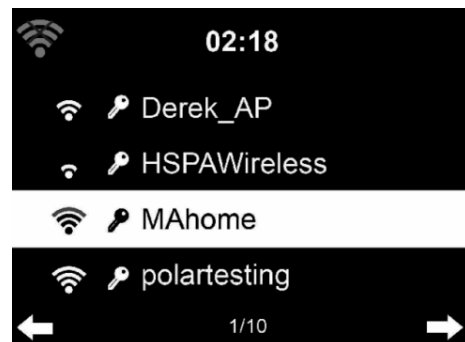 02:18
Derek_AP
HSPAWireless
MAhome
polartesting
1/10